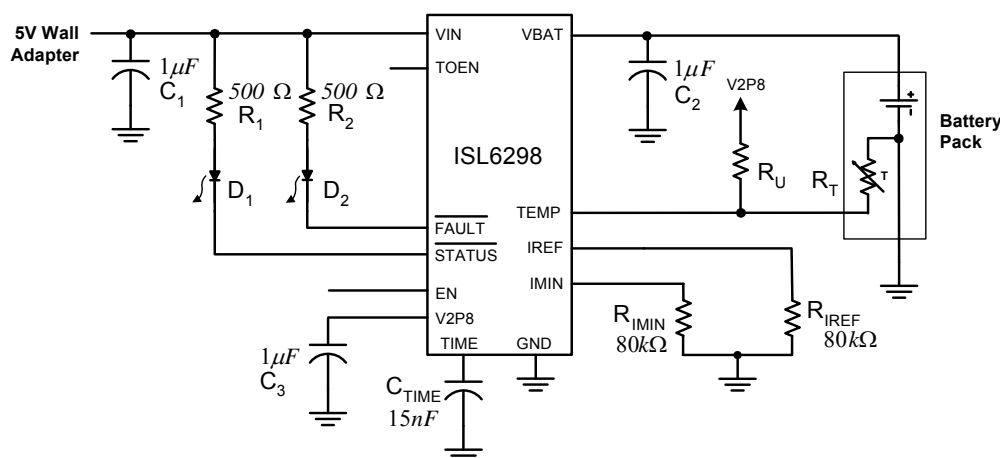 5V Wall
Adapter
1μF
C1
500 Ω
R1
500 Ω
R2
D1
D2
VIN
TOEN
ISL6298
FAULT
STATUS
EN
V2P8
TIME
GND
VBAT
TEMP
IREF
IMIN
1μF
C3
CTIME
15nF
1μF
C2
V2P8
RU
RT
T
+
Battery
Pack
RIMIN
80kΩ
RIREF
80kΩ